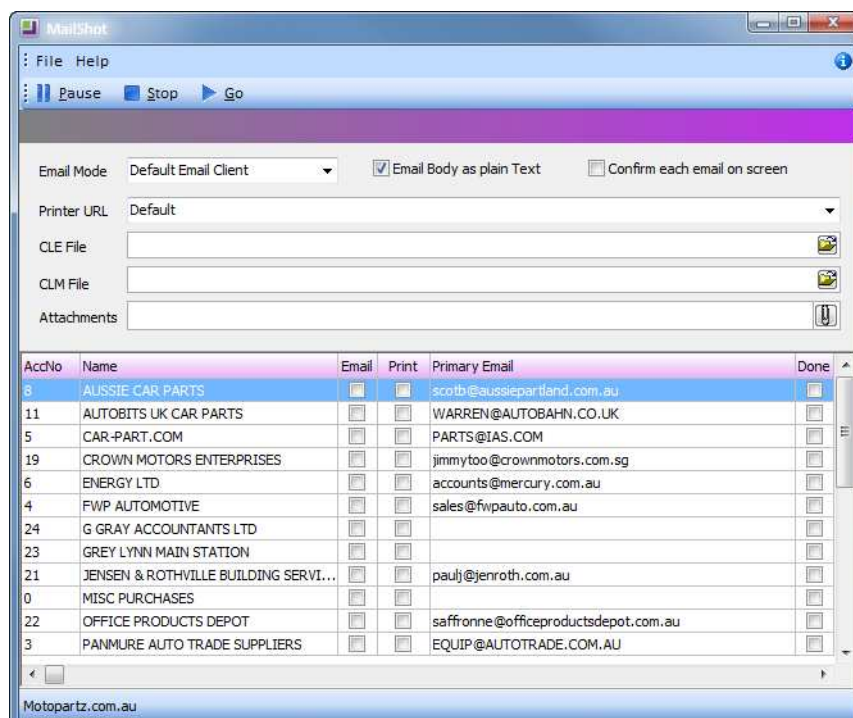 MailShot
File Help
Pause Stop Go
Email Mode Default Email Client Email Body as plain Text Confirm each email on screen
Printer URL Default
CLE File
CLM File
Attachments
AccNo Name Email Print Primary Email Done
8 AUSSIE CAR PARTS scotb@aussiepartland.com.au
11 AUTOBITS UK CAR PARTS WARREN@AUTOBAHN.CO.UK
5 CAR-PART.COM PARTS@IAS.COM
19 CROWN MOTORS ENTERPRISES jimmytoo@crownmotors.com.sg
6 ENERGY LTD accounts@mercury.com.au
4 FWP AUTOMOTIVE sales@fwpauto.com.au
24 G GRAY ACCOUNTANTS LTD
23 GREY LYNN MAIN STATION
21 JENSEN & ROTHVILLE BUILDING SERVI... paulj@jenroth.com.au
0 MISC PURCHASES
22 OFFICE PRODUCTS DEPOT saffronne@officeproductsdepot.com.au
3 PANMURE AUTO TRADE SUPPLIERS EQUIP@AUTOTRADE.COM.AU
Motopartz.com.au